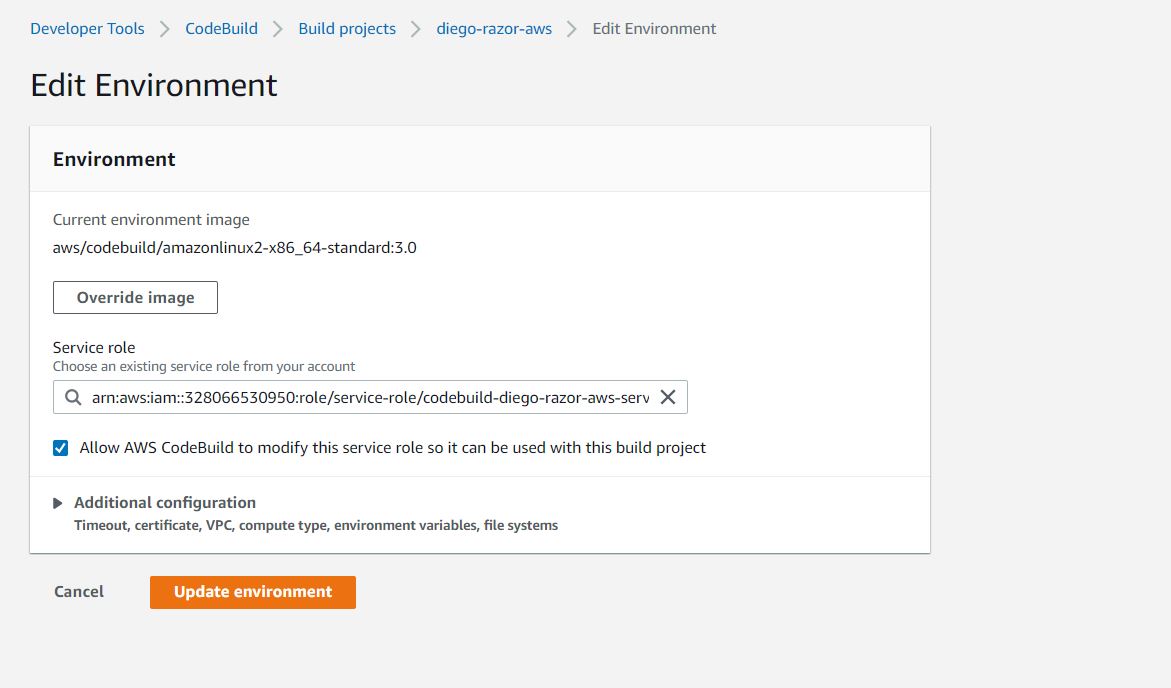 Developer Tools > CodeBuild > Build projects > diego-razor-aws > Edit Environment
Edit Environment
Environment
Current environment image
aws/codebuild/amazonlinux2-x86_64-standard:3.0
Override image
Service role
Choose an existing service role from your account
arn:aws:iam::328066530950:role/service-role/codebuild-diego-razor-aws-serv
Allow AWS CodeBuild to modify this service role so it can be used with this build project
Additional configuration
Timeout, certificate, VPC, compute type, environment variables, file systems
Cancel Update environment